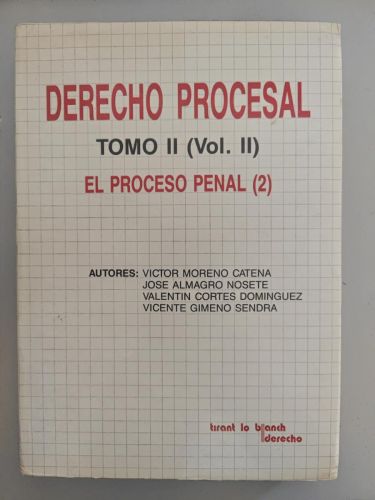 DERECHO PROCESAL
TOMO II (Vol. II)
EL PROCESO PENAL (2)
AUTORES: VICTOR MORENO CATENA
JOSE ALMAGRO NOSETE
VALENTIN CORTES DOMINGUEZ
VICENTE GIMENO SENDRA
tirant lo blanch
derecho